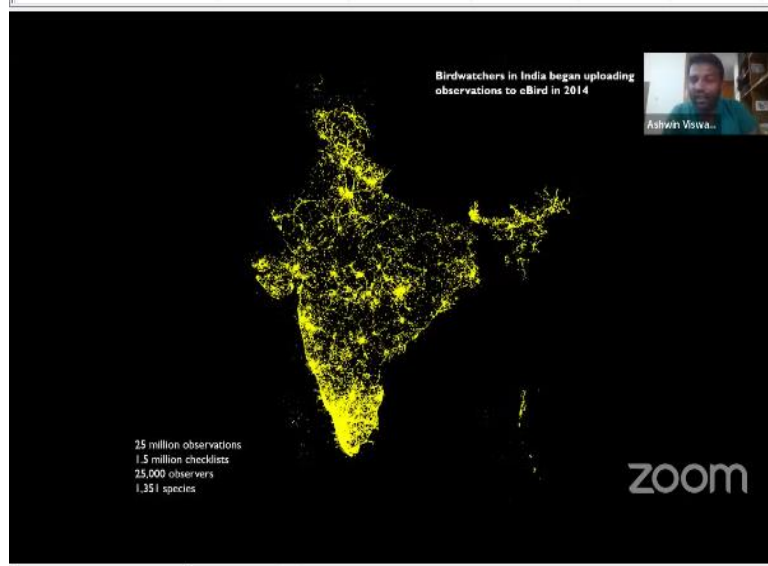 Birdwatchers in India began uploading
observations to eBird in 2014
Ashwin Viswa...
25 million observations
1.5 million checklists
25,000 observers
1,351 species
zoom